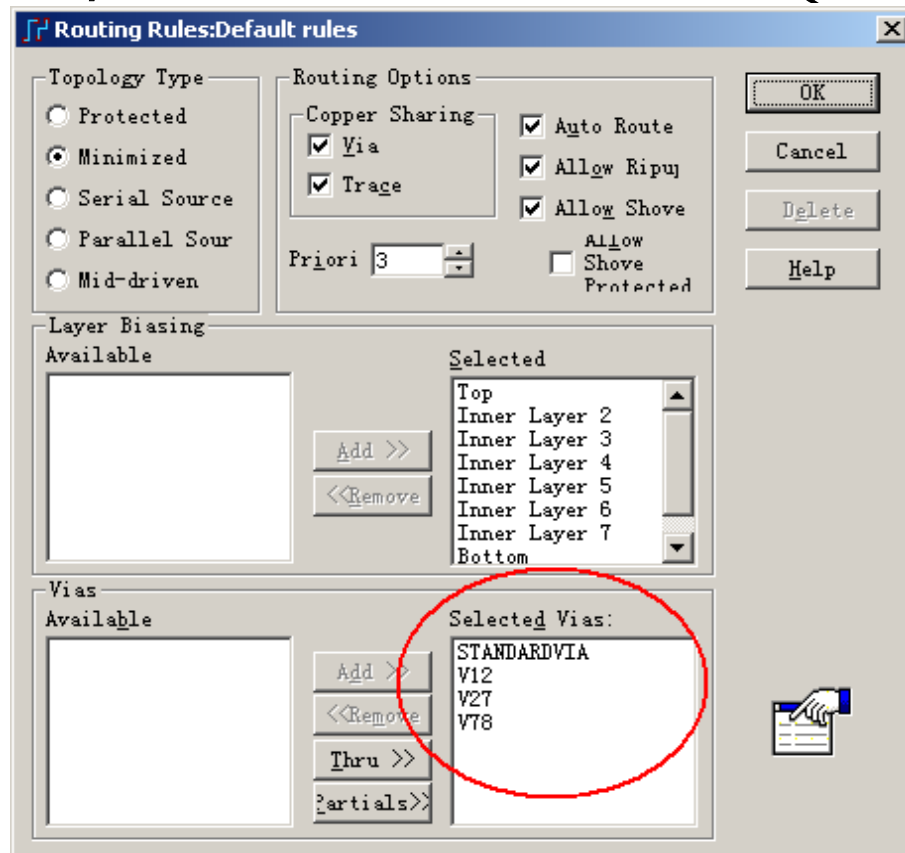 Routing Rules:Default rules
Topology Type
Protected
Minimized
Serial Source
Parallel Sour
Mid-driven
Routing Options
Copper Sharing
Via
Trace
Auto Route
Allow Ripuj
Allow Shove
Allow
Shove
Protected
Priori 3
OK
Cancel
Delete
Help
Layer Biasing
Available
Add >>
<<Remove
Selected
Top
Inner Layer 2
Inner Layer 3
Inner Layer 4
Inner Layer 5
Inner Layer 6
Inner Layer 7
Bottom
Vias
Available
Add >>
<<Remove
Thru >>
Partials>>
Selected Vias:
STANDARDVIA
V12
V27
V78